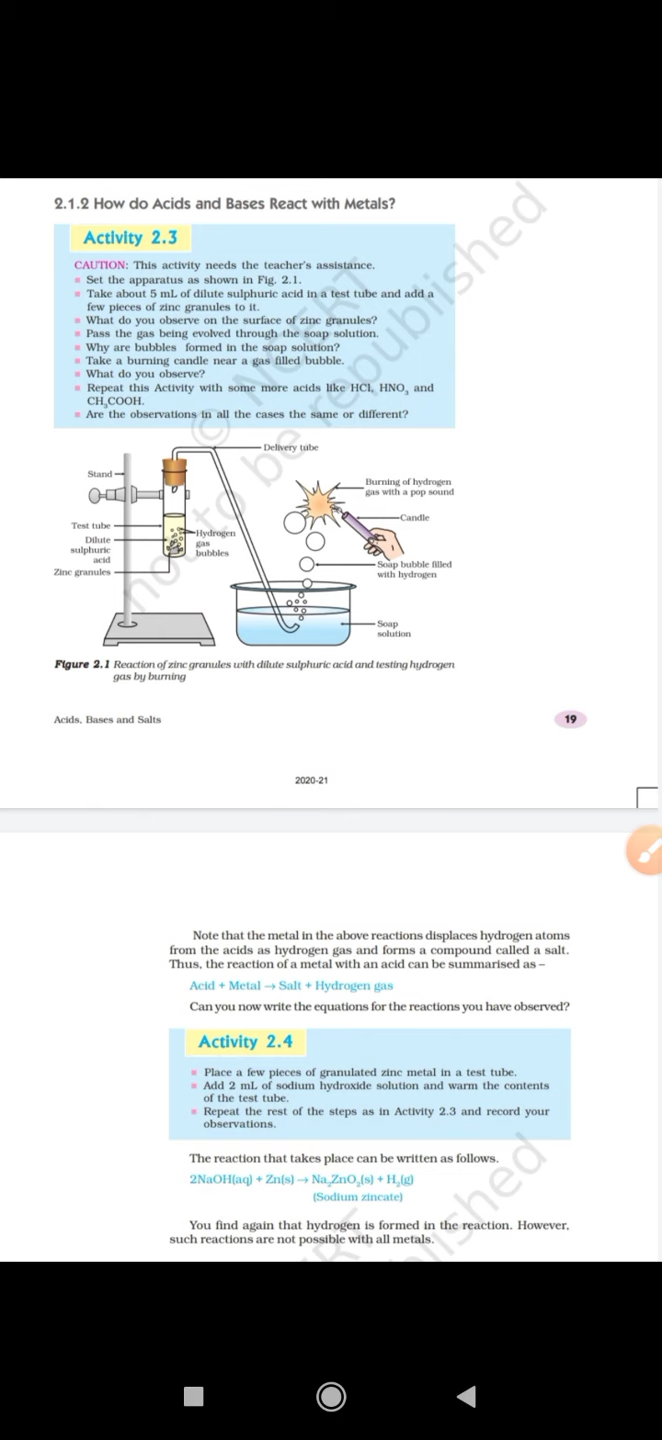 2.1.2 How do Acids and Bases React with Metals?
Activity 2.3
CAUTION: This activity needs the teacher's assistance.
■ Set the apparatus as shown in Fig. 2.1.
■ Take about 5 mL of dilute sulphuric acid in a test tube and add a
few pieces of zinc granules to it.
■ What do you observe on the surface of zinc granules?
■ Pass the gas being evolved through the soap solution.
■ Why are bubbles formed in the soap solution?
■ Take a burning candle near a gas filled bubble.
■ What do you observe?
■ Repeat this Activity with some more acids like HCl, HNO₃ and
CH₃COOH.
■ Are the observations in all the cases the same or different?
Delivery tube
Stand
Burning of hydrogen
gas with a pop sound
Candle
Test tube
Hydrogen
gas
bubbles
Dilute
sulphuric
acid
Soap bubble filled
with hydrogen
Zinc granules
Soap
solution
Figure 2.1 Reaction of zinc granules with dilute sulphuric acid and testing hydrogen
gas by burning
Acids, Bases and Salts
19
2020-21
© NCERT
not to be republished
Note that the metal in the above reactions displaces hydrogen atoms
from the acids as hydrogen gas and forms a compound called a salt.
Thus, the reaction of a metal with an acid can be summarised as –
Acid + Metal → Salt + Hydrogen gas
Can you now write the equations for the reactions you have observed?
Activity 2.4
■ Place a few pieces of granulated zinc metal in a test tube.
■ Add 2 mL of sodium hydroxide solution and warm the contents
of the test tube.
■ Repeat the rest of the steps as in Activity 2.3 and record your
observations.
The reaction that takes place can be written as follows.
2NaOH(aq) + Zn(s) → Na₂ZnO₂(s) + H₂(g)
(Sodium zincate)
You find again that hydrogen is formed in the reaction. However,
such reactions are not possible with all metals.